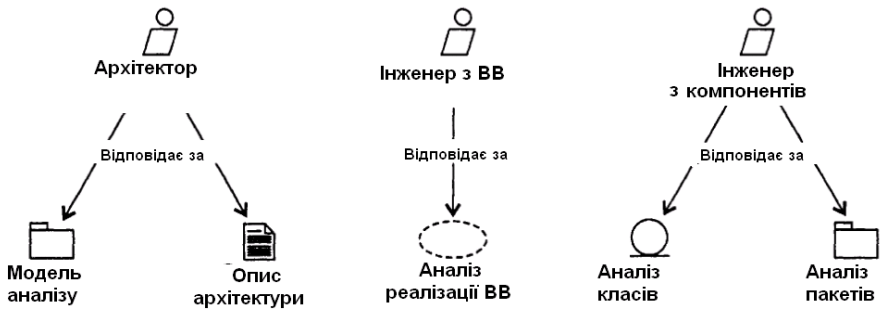 Архітектор
Інженер з ВВ
Інженер
з компонентів
Відповідає за
Відповідає за
Відповідає за
Модель
аналізу
Опис
архітектури
Аналіз
реалізації ВВ
Аналіз
класів
Аналіз
пакетів